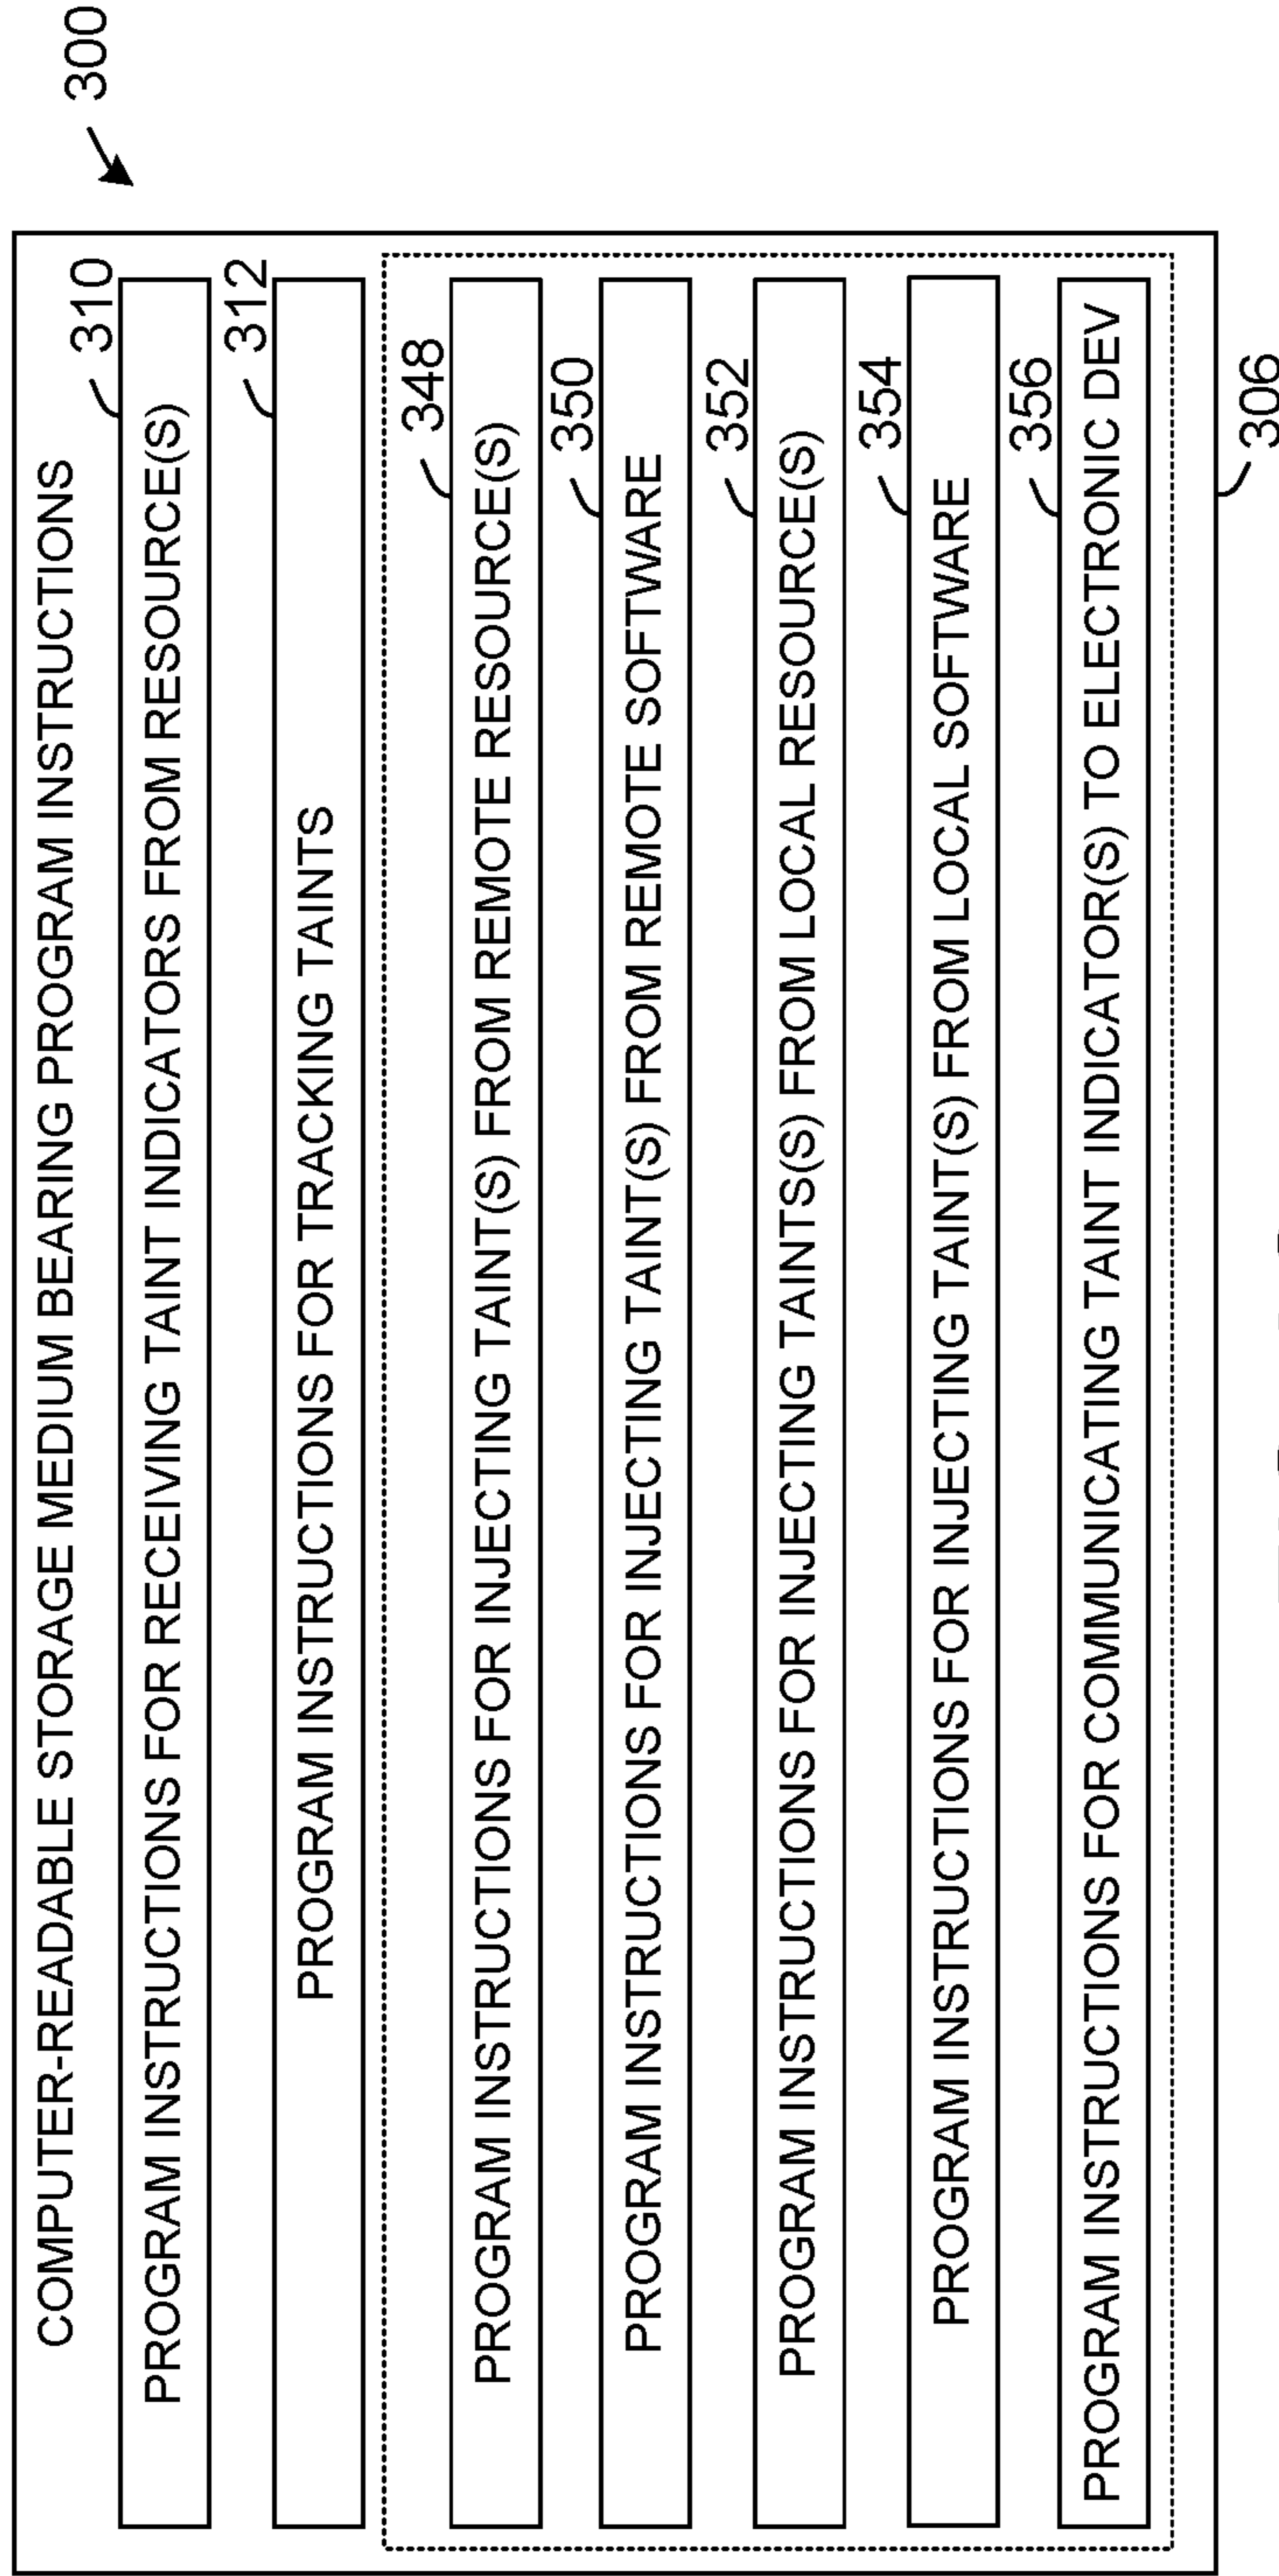 300
COMPUTER-READABLE STORAGE MEDIUM BEARING PROGRAM INSTRUCTIONS
310
PROGRAM INSTRUCTIONS FOR RECEIVING TAINT INDICATORS FROM RESOURCE(S)
312
PROGRAM INSTRUCTIONS FOR TRACKING TAINTS
348
PROGRAM INSTRUCTIONS FOR INJECTING TAINT(S) FROM REMOTE RESOURCE(S)
350
PROGRAM INSTRUCTIONS FOR INJECTING TAINT(S) FROM REMOTE SOFTWARE
352
PROGRAM INSTRUCTIONS FOR INJECTING TAINTS(S) FROM LOCAL RESOURCE(S)
354
PROGRAM INSTRUCTIONS FOR INJECTING TAINT(S) FROM LOCAL SOFTWARE
356
PROGRAM INSTRUCTIONS FOR COMMUNICATING TAINT INDICATOR(S) TO ELECTRONIC DEV
306